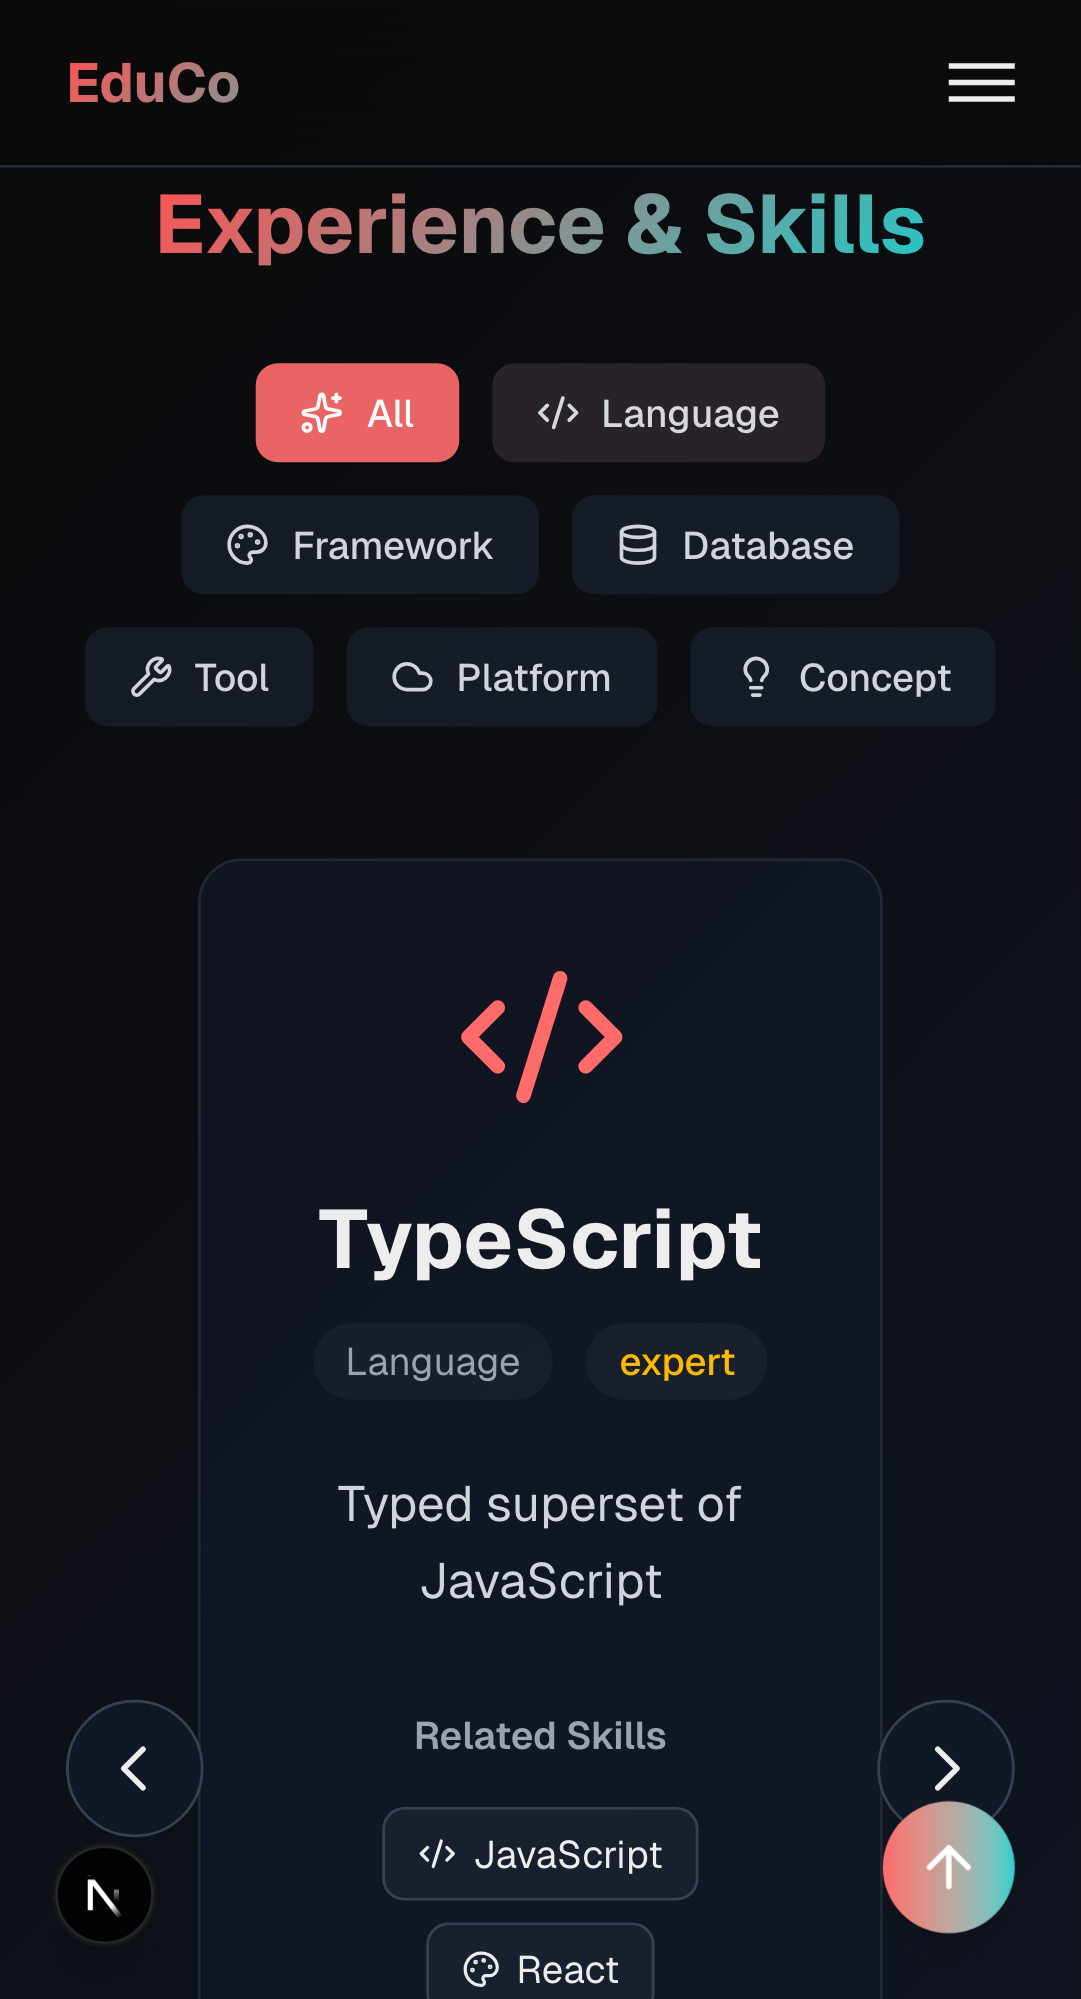 EduCo
Experience & Skills
All
Language
Framework
Database
Tool
Platform
Concept
TypeScript
Language
expert
Typed superset of
JavaScript
Related Skills
JavaScript
React